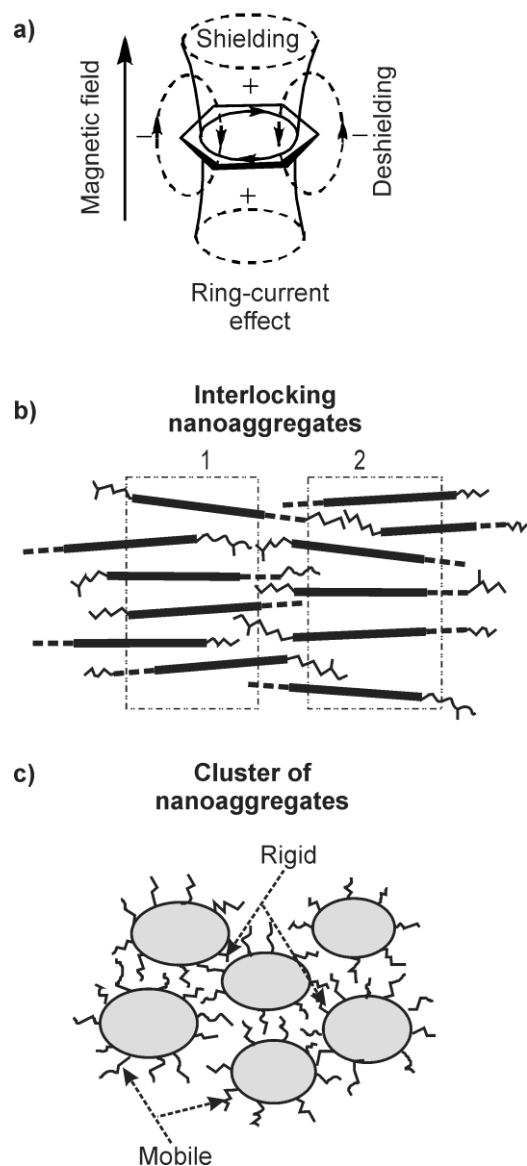 a)
Shielding
+
Magnetic field
−
−
Deshielding
+
Ring-current
effect
b)
Interlocking
nanoaggregates
1
2
c)
Cluster of
nanoaggregates
Rigid
Mobile